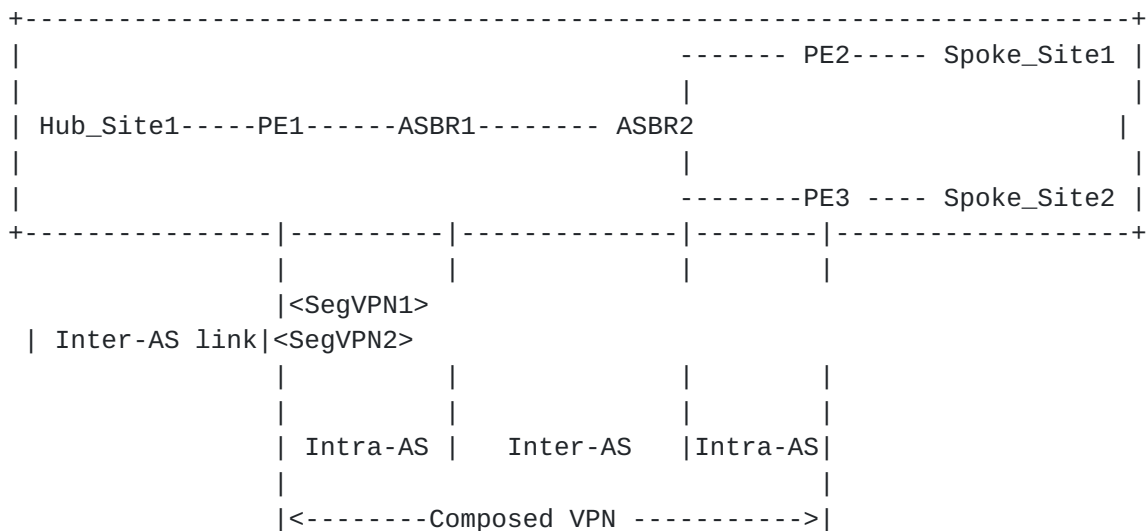 +-----------------------------------------------------------------+
|                                       ------- PE2----- Spoke_Site1 |
|                                       |                          |
| Hub_Site1-----PE1------ASBR1-------- ASBR2                         |
|                                       |                          |
|                                       --------PE3 ---- Spoke_Site2 |
+----------------|----------|--------------|--------|-------------------+
                 |          |              |        |
                 |<SegVPN1>
 | Inter-AS link|<SegVPN2>
                 |          |              |        |
                 |          |              |        |
                 | Intra-AS |   Inter-AS   |Intra-AS|
                 |                                  |
                 |<--------Composed VPN ----------->|